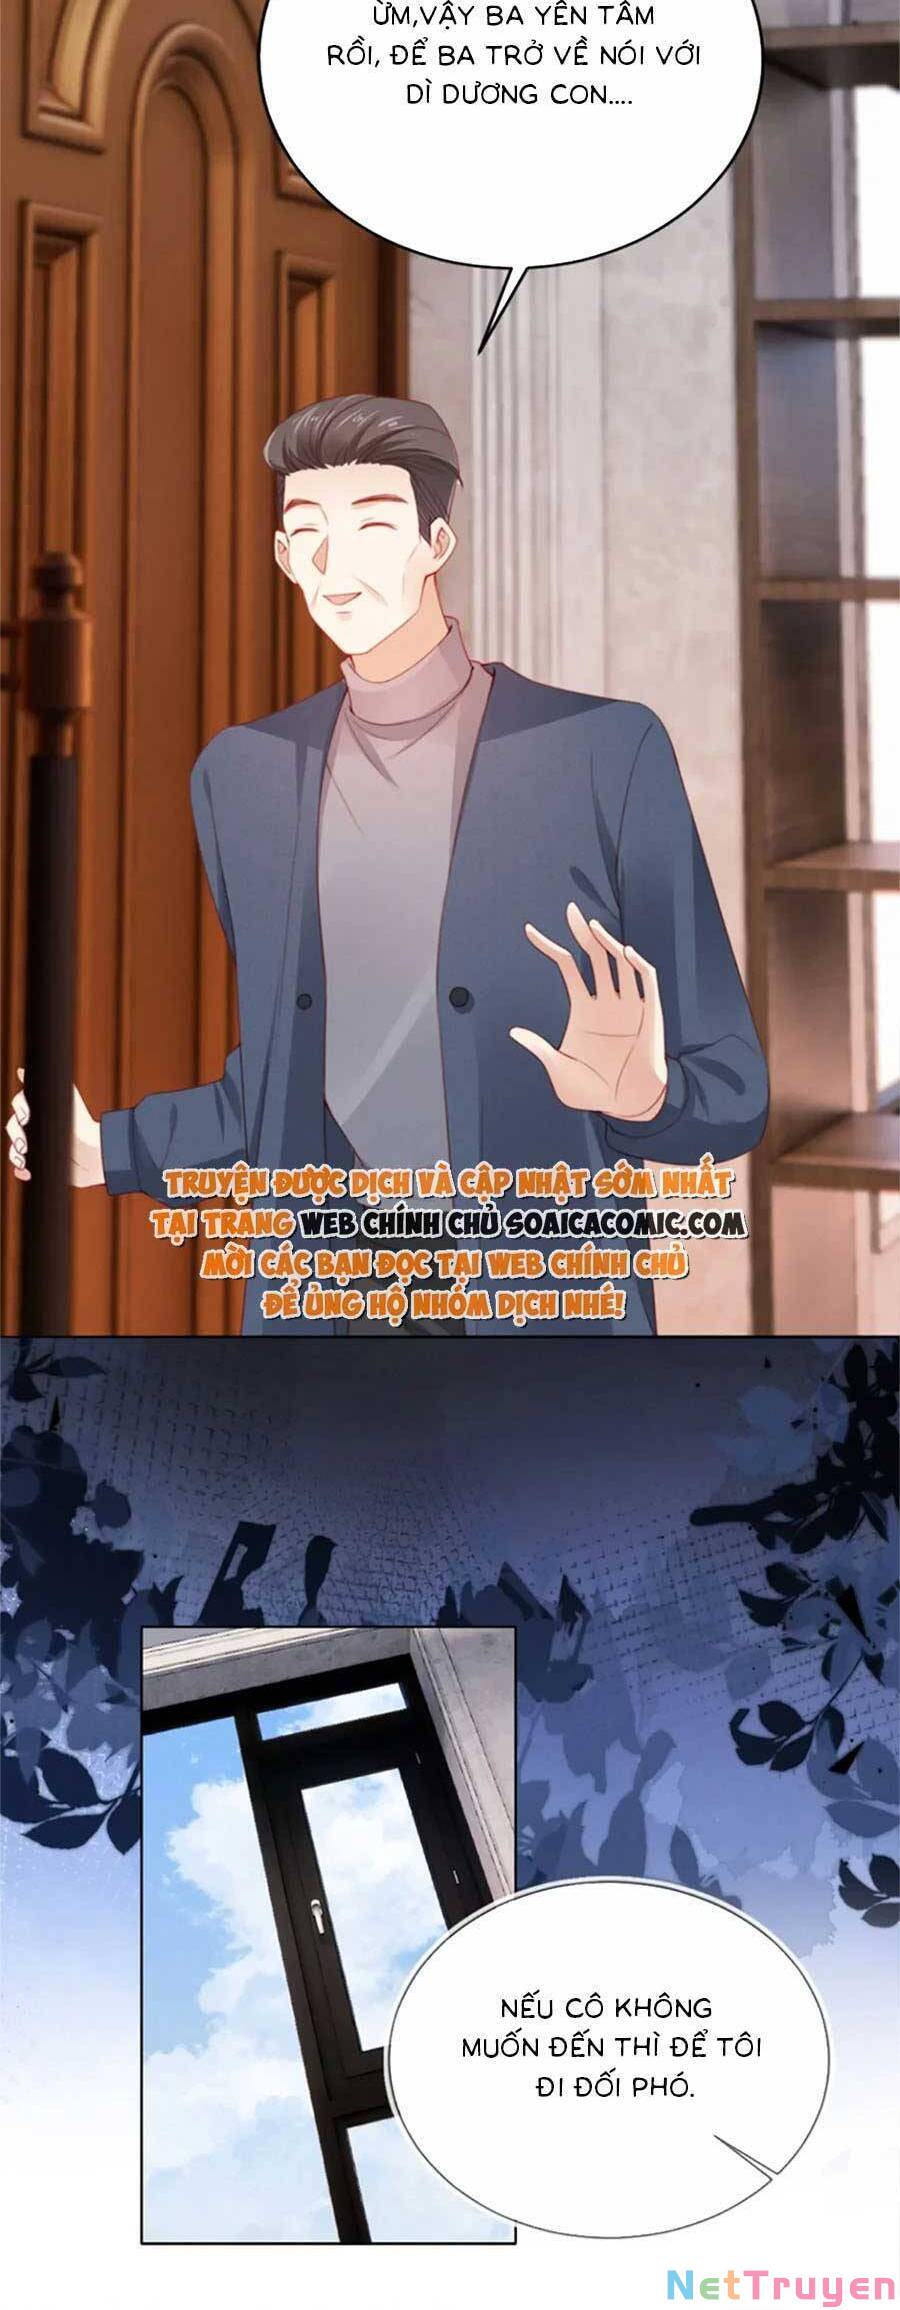 ỪM,VẬY BA YÊN TÂM
RỒI, ĐỂ BA TRỞ VỀ NÓI VỚI
DÌ DƯƠNG CON....
TRUYỆN ĐƯỢC DỊCH VÀ CẬP NHẬT SỚM NHẤT
TẠI TRANG WEB CHÍNH CHỦ SOAICACOMIC.COM
MỜI CÁC BẠN ĐỌC TẠI WEB CHÍNH CHỦ
ĐỂ ỦNG HỘ NHÓM DỊCH NHÉ!
NẾU CÔ KHÔNG
MUỐN ĐẾN THÌ ĐỂ TÔI
ĐI ĐỐI PHÓ.
NETTRUYEN